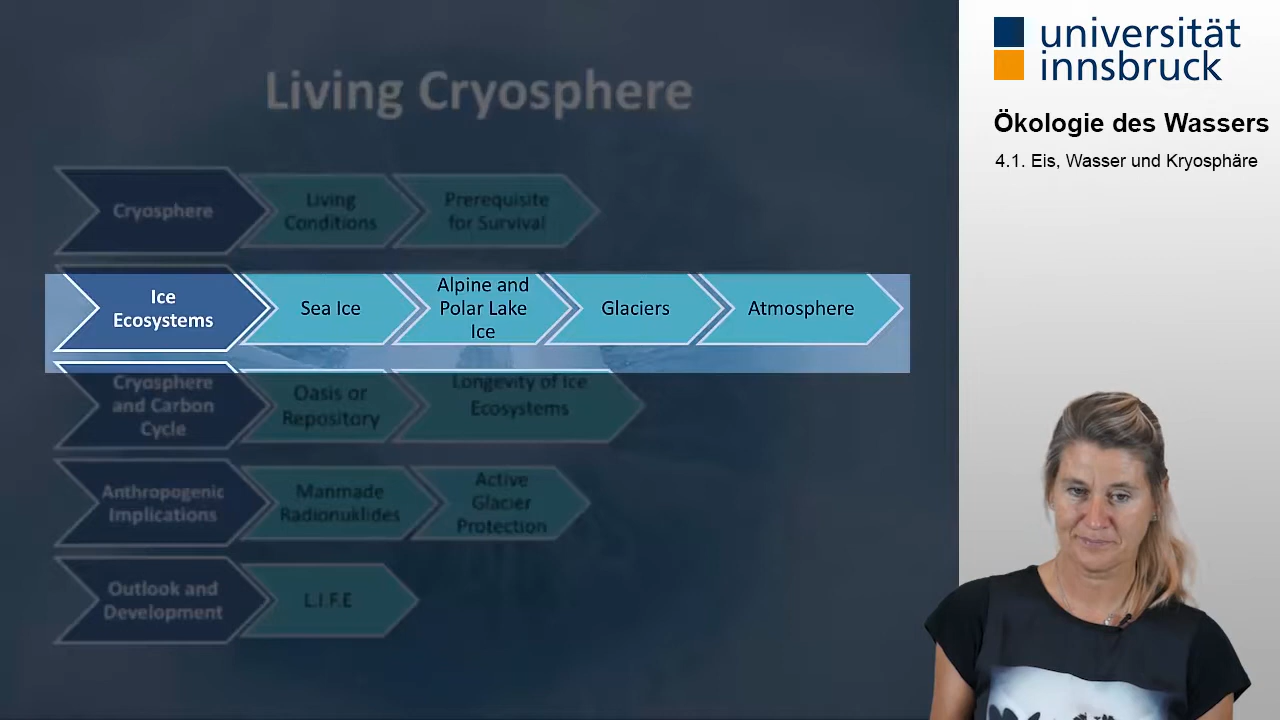 universität
innsbruck
Ökologie des Wassers
4.1. Eis, Wasser und Kryosphäre
Living Cryosphere
Cryosphere
Living
Conditions
Prerequisite
for Survival
Ice
Ecosystems
Sea Ice
Alpine and
Polar Lake
Ice
Glaciers
Atmosphere
Cryosphere
and Carbon
Cycle
Oasis or
Repository
Longevity of Ice
Ecosystems
Anthropogenic
Implications
Manmade
Radionuklides
Active
Glacier
Protection
Outlook and
Development
L.I.F.E